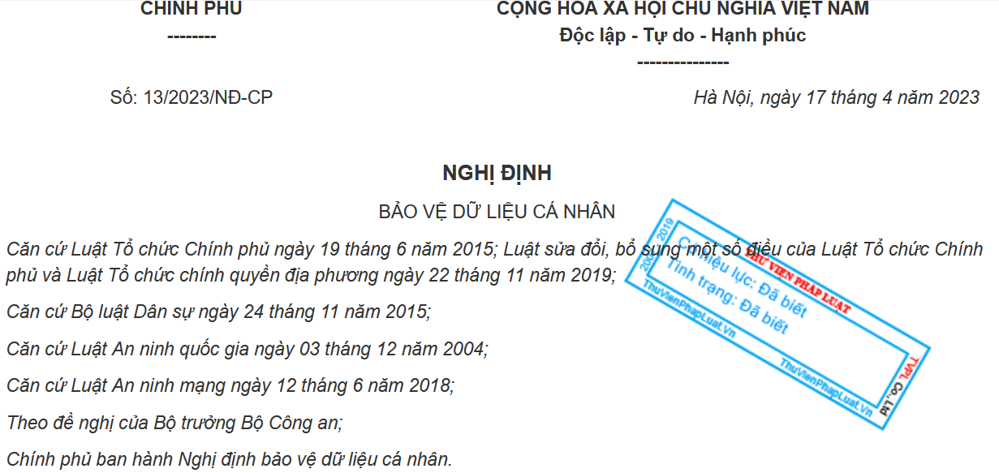 CHÍNH PHỦ
--------
CỘNG HÒA XÃ HỘI CHỦ NGHĨA VIỆT NAM
Độc lập - Tự do - Hạnh phúc
---------------
Số: 13/2023/NĐ-CP
Hà Nội, ngày 17 tháng 4 năm 2023
NGHỊ ĐỊNH
BẢO VỆ DỮ LIỆU CÁ NHÂN
Căn cứ Luật Tổ chức Chính phủ ngày 19 tháng 6 năm 2015; Luật sửa đổi, bổ sung một số điều của Luật Tổ chức Chính
phủ và Luật Tổ chức chính quyền địa phương ngày 22 tháng 11 năm 2019;
Căn cứ Bộ luật Dân sự ngày 24 tháng 11 năm 2015;
Căn cứ Luật An ninh quốc gia ngày 03 tháng 12 năm 2004;
Căn cứ Luật An ninh mạng ngày 12 tháng 6 năm 2018;
Theo đề nghị của Bộ trưởng Bộ Công an;
Chính phủ ban hành Nghị định bảo vệ dữ liệu cá nhân.
THƯ VIỆN PHÁP LUẬT
Có hiệu lực: Đã biết
Tình trạng: Đã biết
ThuVienPhapLuat.Vn
ThuVienPhapLuat.Vn
TVPL Co., Ltd
2019